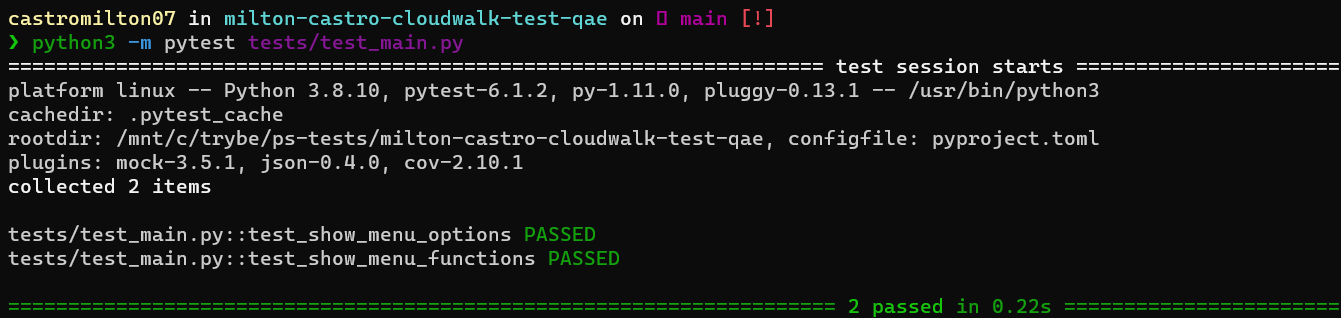 castromilton07 in milton-castro-cloudwalk-test-qae on main [!]
❯ python3 -m pytest tests/test_main.py
==================================================================== test session starts ======================
platform linux -- Python 3.8.10, pytest-6.1.2, py-1.11.0, pluggy-0.13.1 -- /usr/bin/python3
cachedir: .pytest_cache
rootdir: /mnt/c/trybe/ps-tests/milton-castro-cloudwalk-test-qae, configfile: pyproject.toml
plugins: mock-3.5.1, json-0.4.0, cov-2.10.1
collected 2 items
tests/test_main.py::test_show_menu_options PASSED
tests/test_main.py::test_show_menu_functions PASSED
===================================================================== 2 passed in 0.22s =======================